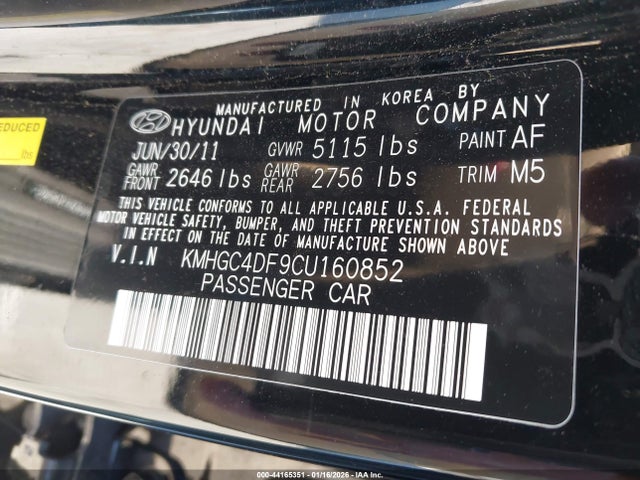 MANUFACTURED IN KOREA BY
HYUNDAI MOTOR COMPANY
JUN/30/11 GVWR 5115 lbs PAINT AF
GAWR FRONT 2646 lbs GAWR REAR 2756 lbs TRIM M5
THIS VEHICLE CONFORMS TO ALL APPLICABLE U.S.A. FEDERAL
MOTOR VEHICLE SAFETY, BUMPER, AND THEFT PREVENTION STANDARDS
IN EFFECT ON THE DATE OF MANUFACTURE SHOWN ABOVE
V.I.N KMHGC4DF9CU160852
PASSENGER CAR
EDUCED
lbs
000-44165351 - 01/16/2026 - IAA Inc.